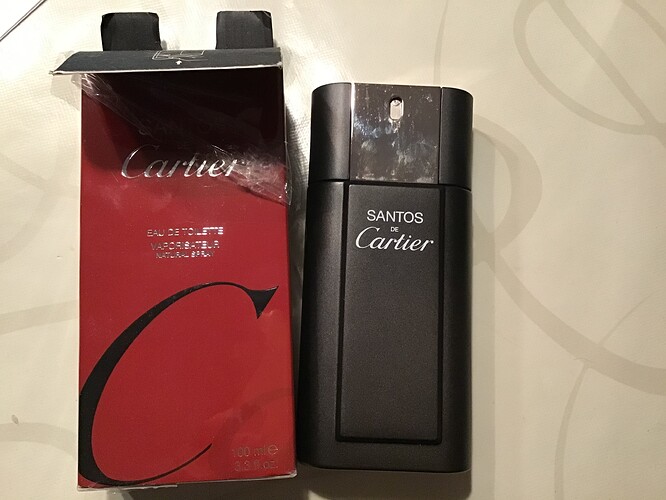 Cartier
EAU DE TOILETTE
VAPORISATEUR
NATURAL SPRAY
C
100 ml e
3.3 fl.oz.
SANTOS
DE
Cartier